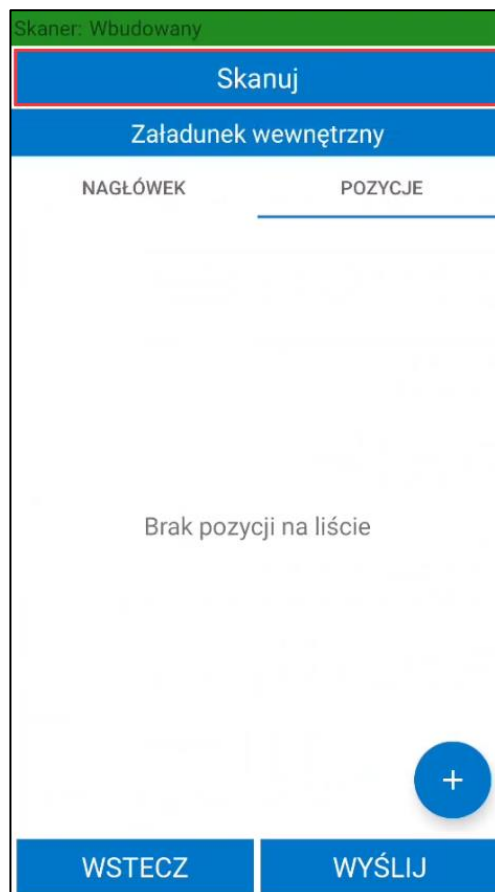 Skaner: Wbudowany
Skanuj
Załadunek wewnętrzny
NAGŁÓWEK POZYCJE
Brak pozycji na liście
+
WSTECZ WYŚLIJ